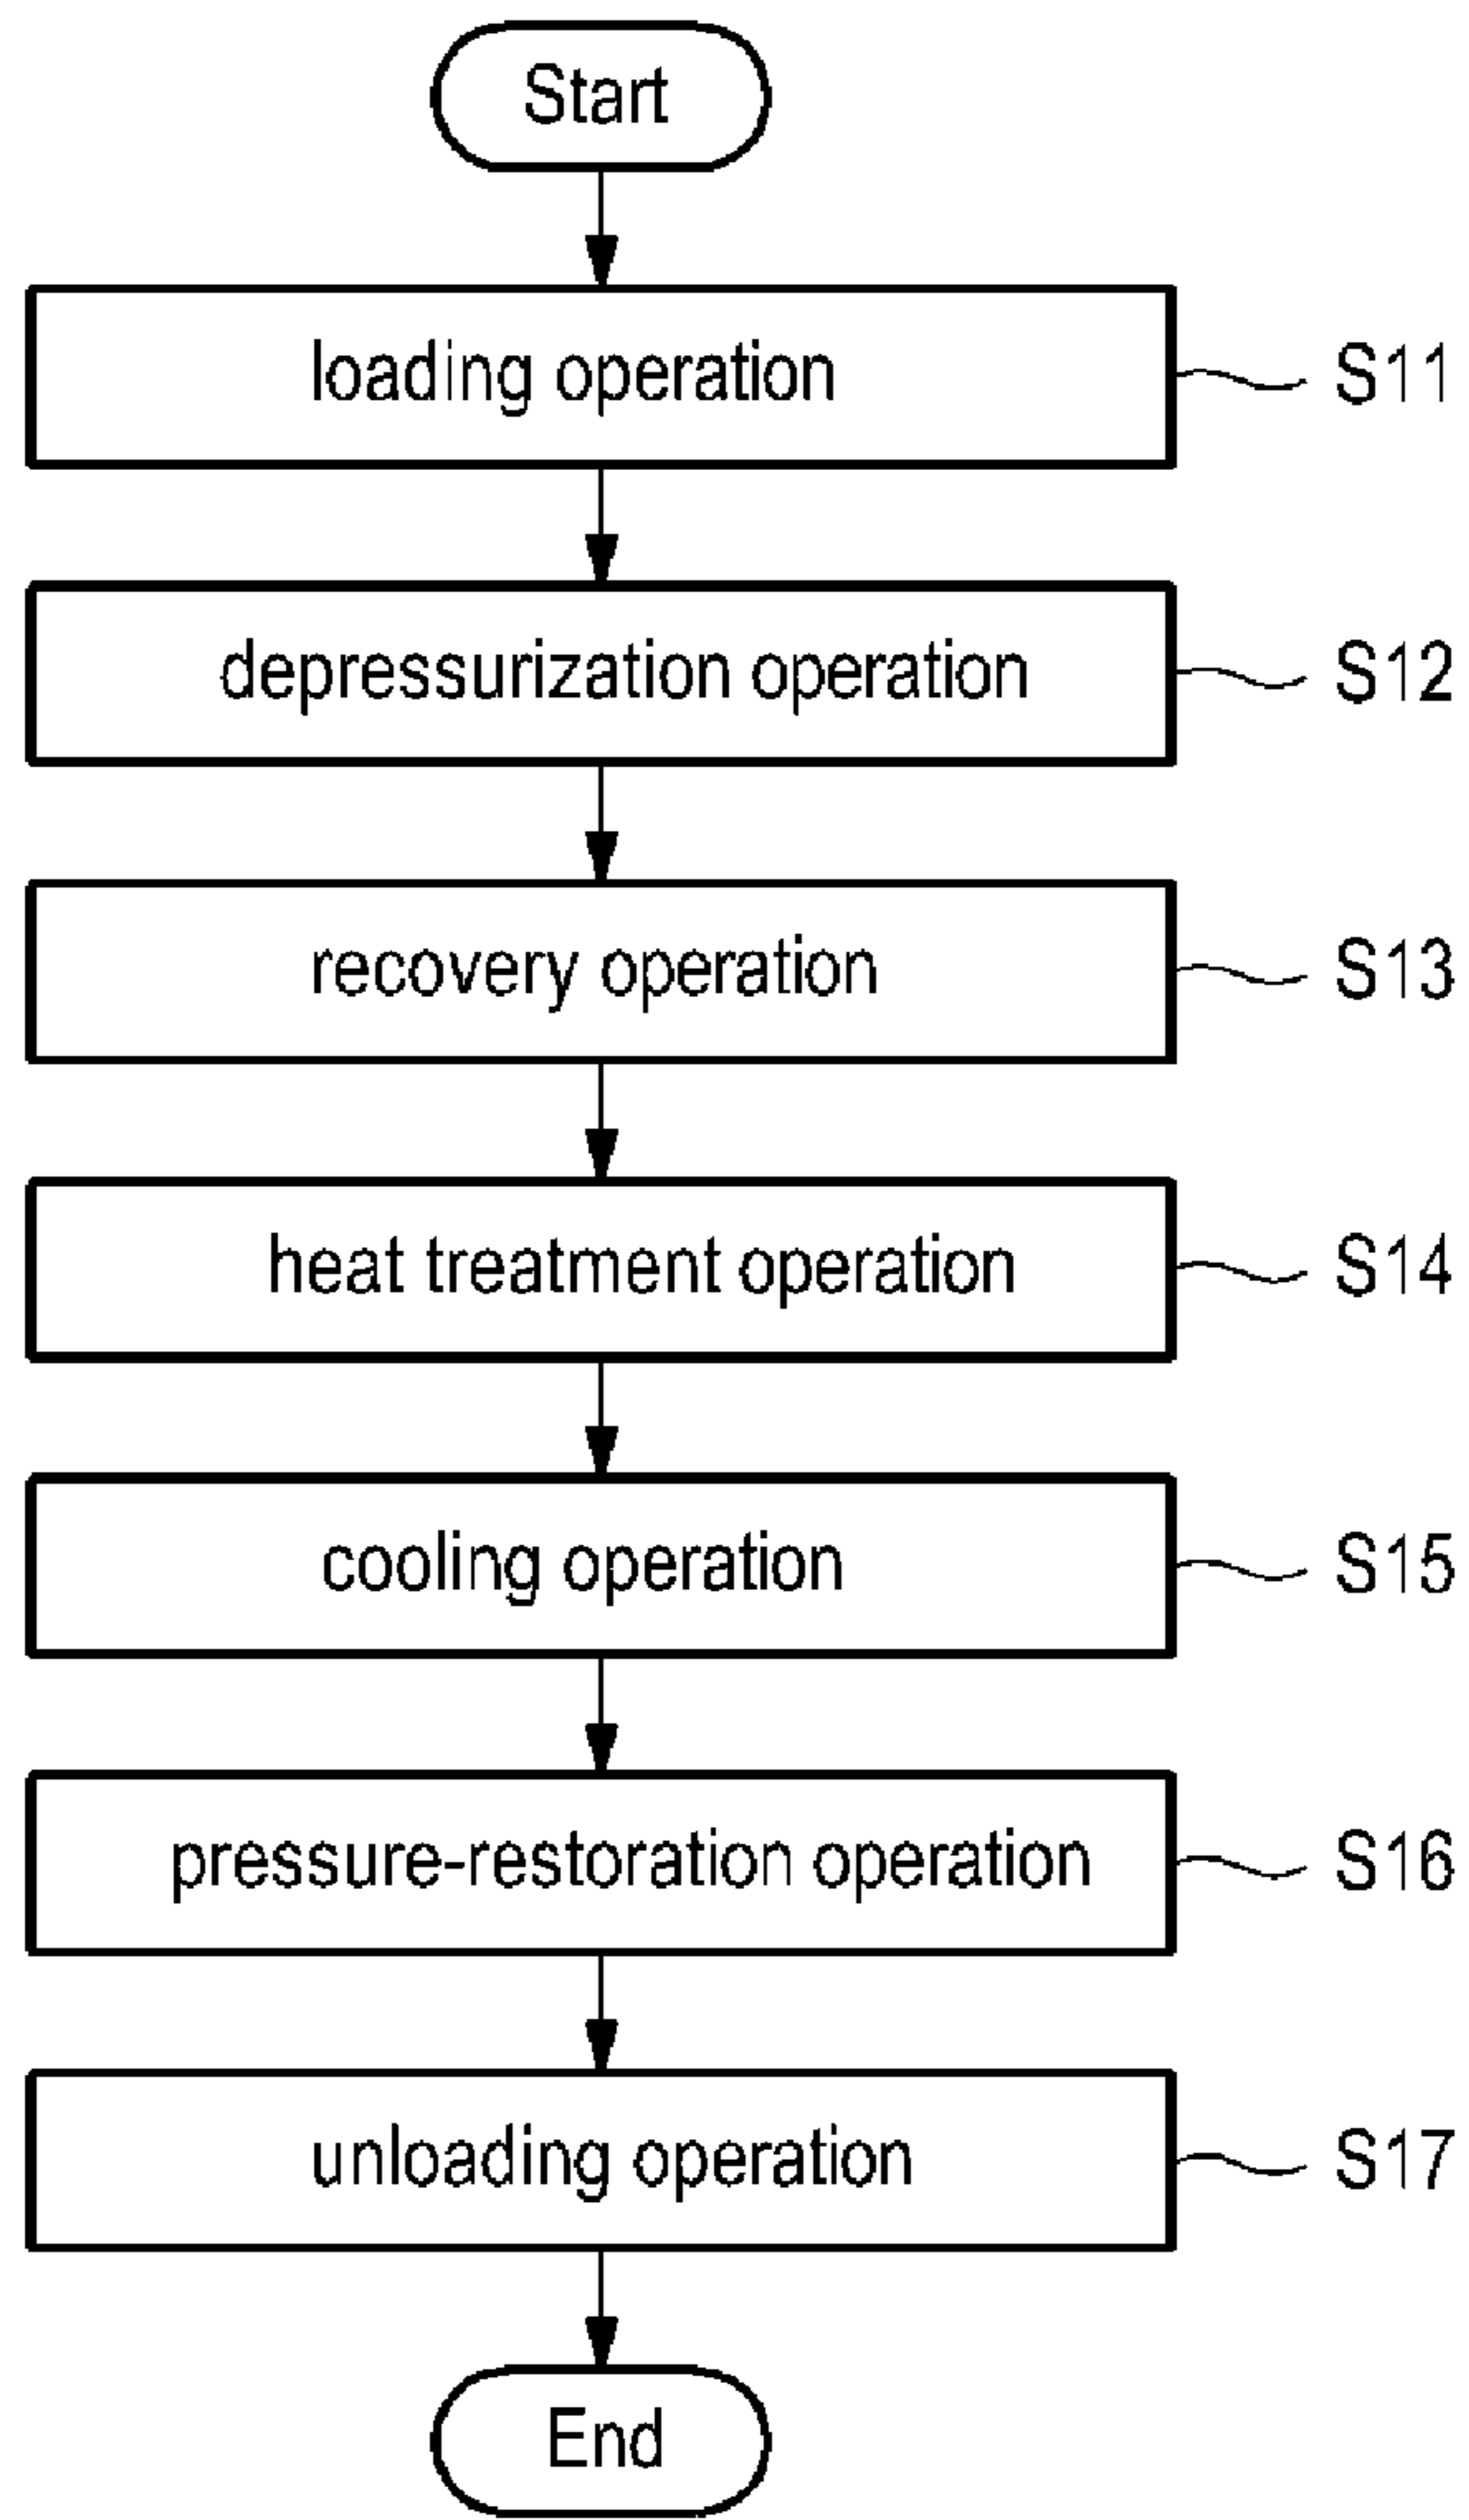 Start
loading operation S11
depressurization operation S12
recovery operation S13
heat treatment operation S14
cooling operation S15
pressure-restoration operation S16
unloading operation S17
End